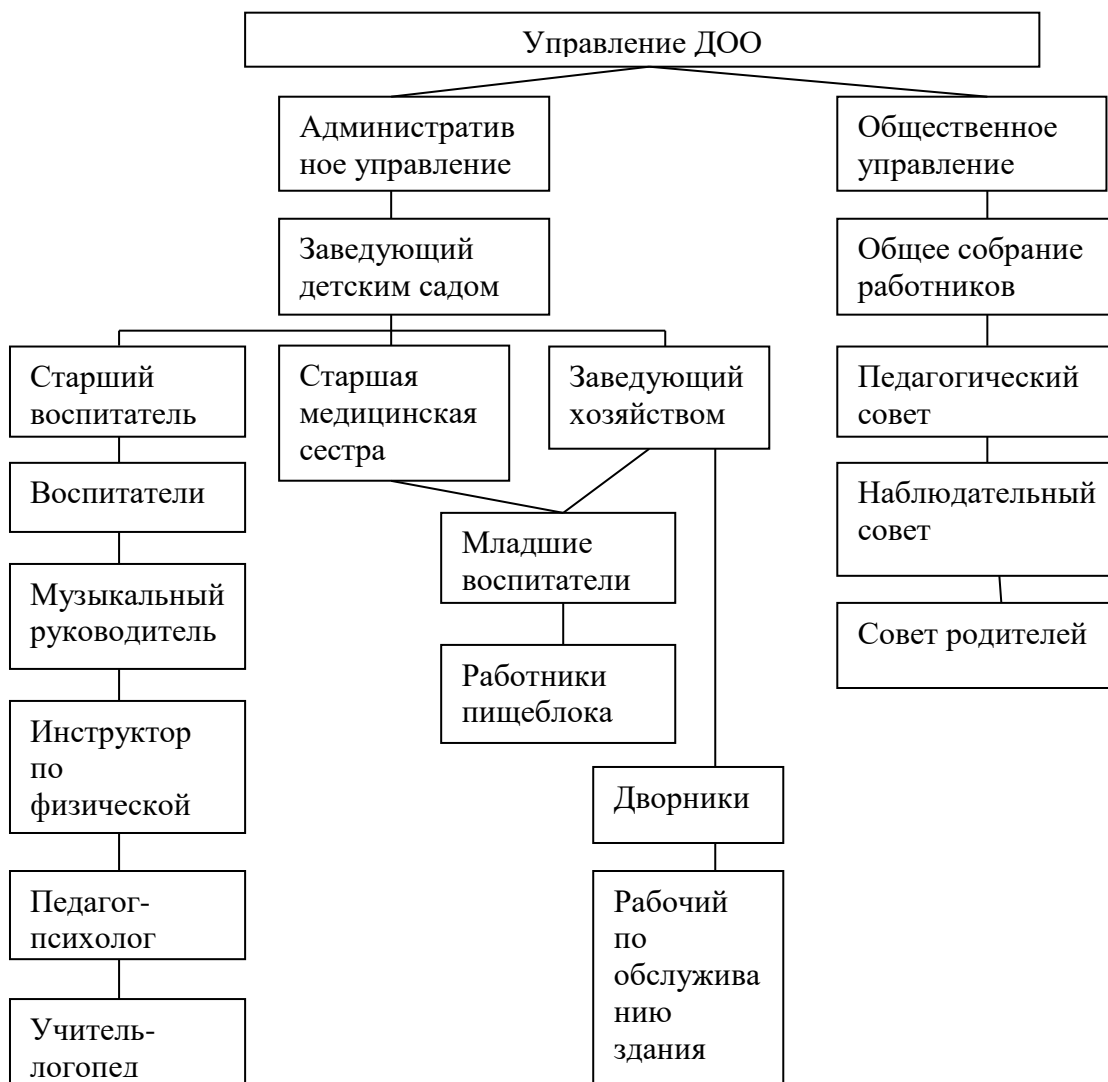 Управление ДОО
Административ
ное управление
Общественное
управление
Заведующий
детским садом
Общее собрание
работников
Старший
воспитатель
Старшая
медицинская
сестра
Заведующий
хозяйством
Педагогический
совет
Воспитатели
Наблюдательный
совет
Младшие
воспитатели
Музыкальный
руководитель
Совет родителей
Работники
пищеблока
Инструктор
по
физической
Дворники
Педагог-
психолог
Рабочий
по
обслужива
нию
здания
Учитель-
логопед